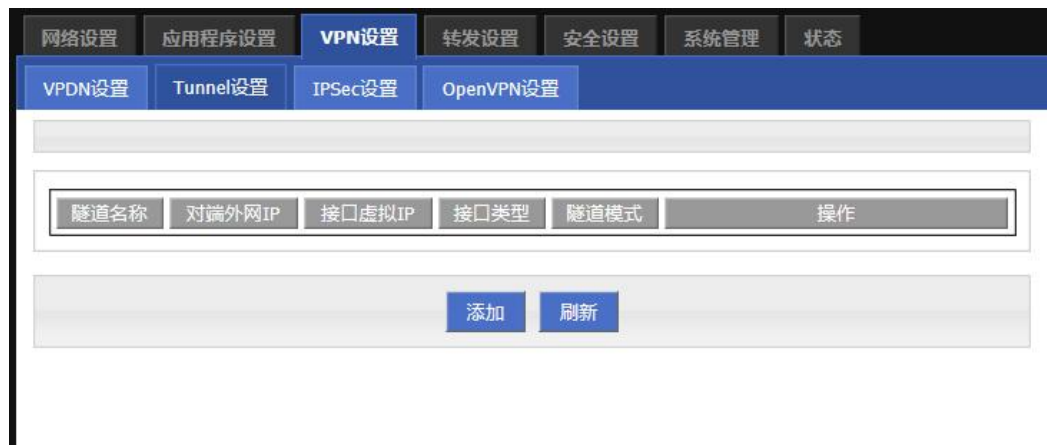 网络设置 应用程序设置 VPN设置 转发设置 安全设置 系统管理 状态
VPDN设置 Tunnel设置 IPSec设置 OpenVPN设置
隧道名称 对端外网IP 接口虚拟IP 接口类型 隧道模式 操作
添加 刷新